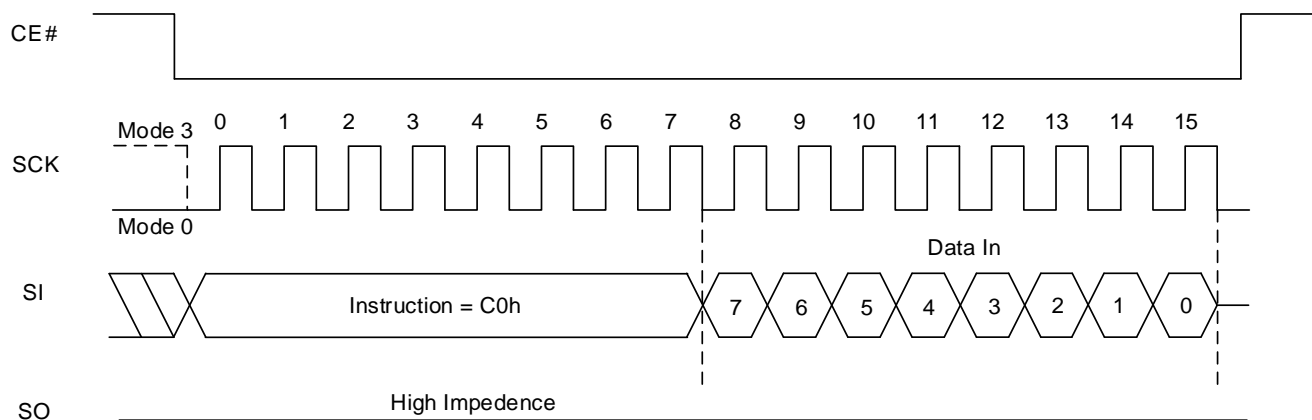 CE#
Mode 3
0 1 2 3 4 5 6 7 8 9 10 11 12 13 14 15
SCK
Mode 0
Data In
SI
Instruction = C0h
7 6 5 4 3 2 1 0
High Impedence
SO